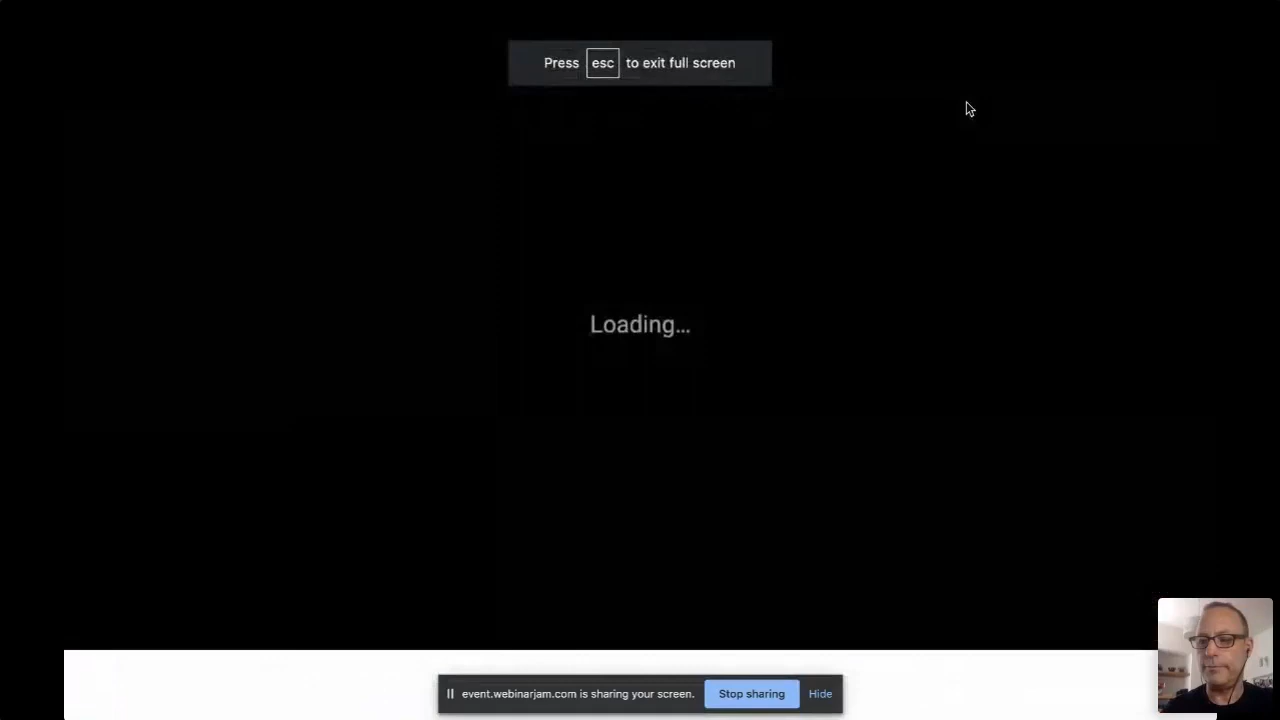 Press esc to exit full screen
Loading...
event.webinarjam.com is sharing your screen. Stop sharing Hide